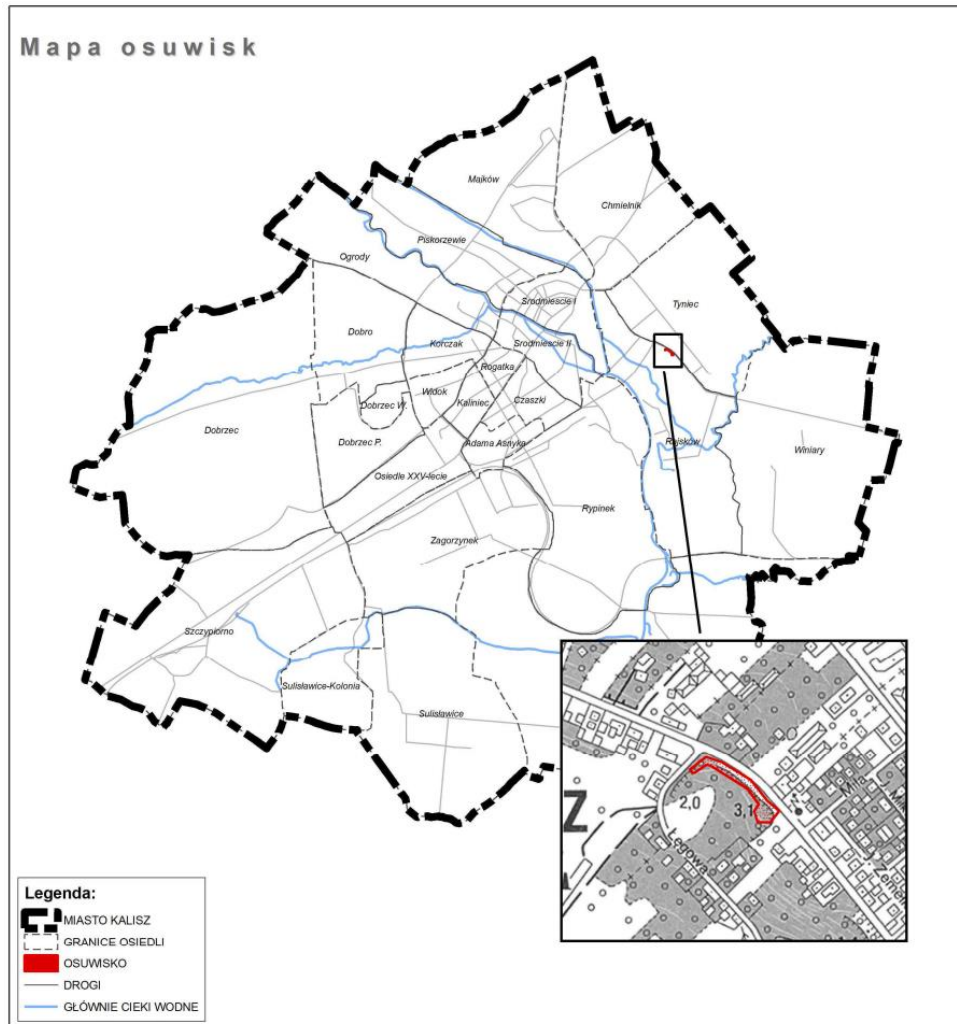 Mapa osuwisk
Majków
Chmielnik
Piskorzewie
Ogrody
Śródmieście I
Tyniec
Dobro
Korczak
Śródmieście II
Rogatka
Widok
Kaliniec
Czaszki
Dobrzec W.
Dobrzec
Dobrzec P.
Adama Asnyka
Rajsków
Winiary
Osiedle XXV-lecie
Rypinek
Zagorzynek
Szczypiorno
Sulisławice-Kolonia
Sulisławice
2,0
3,1
Z
Łęgowa
A
Legenda:
MIASTO KALISZ
GRANICE OSIEDLI
OSUWISKO
DROGI
GŁÓWNIE CIEKI WODNE